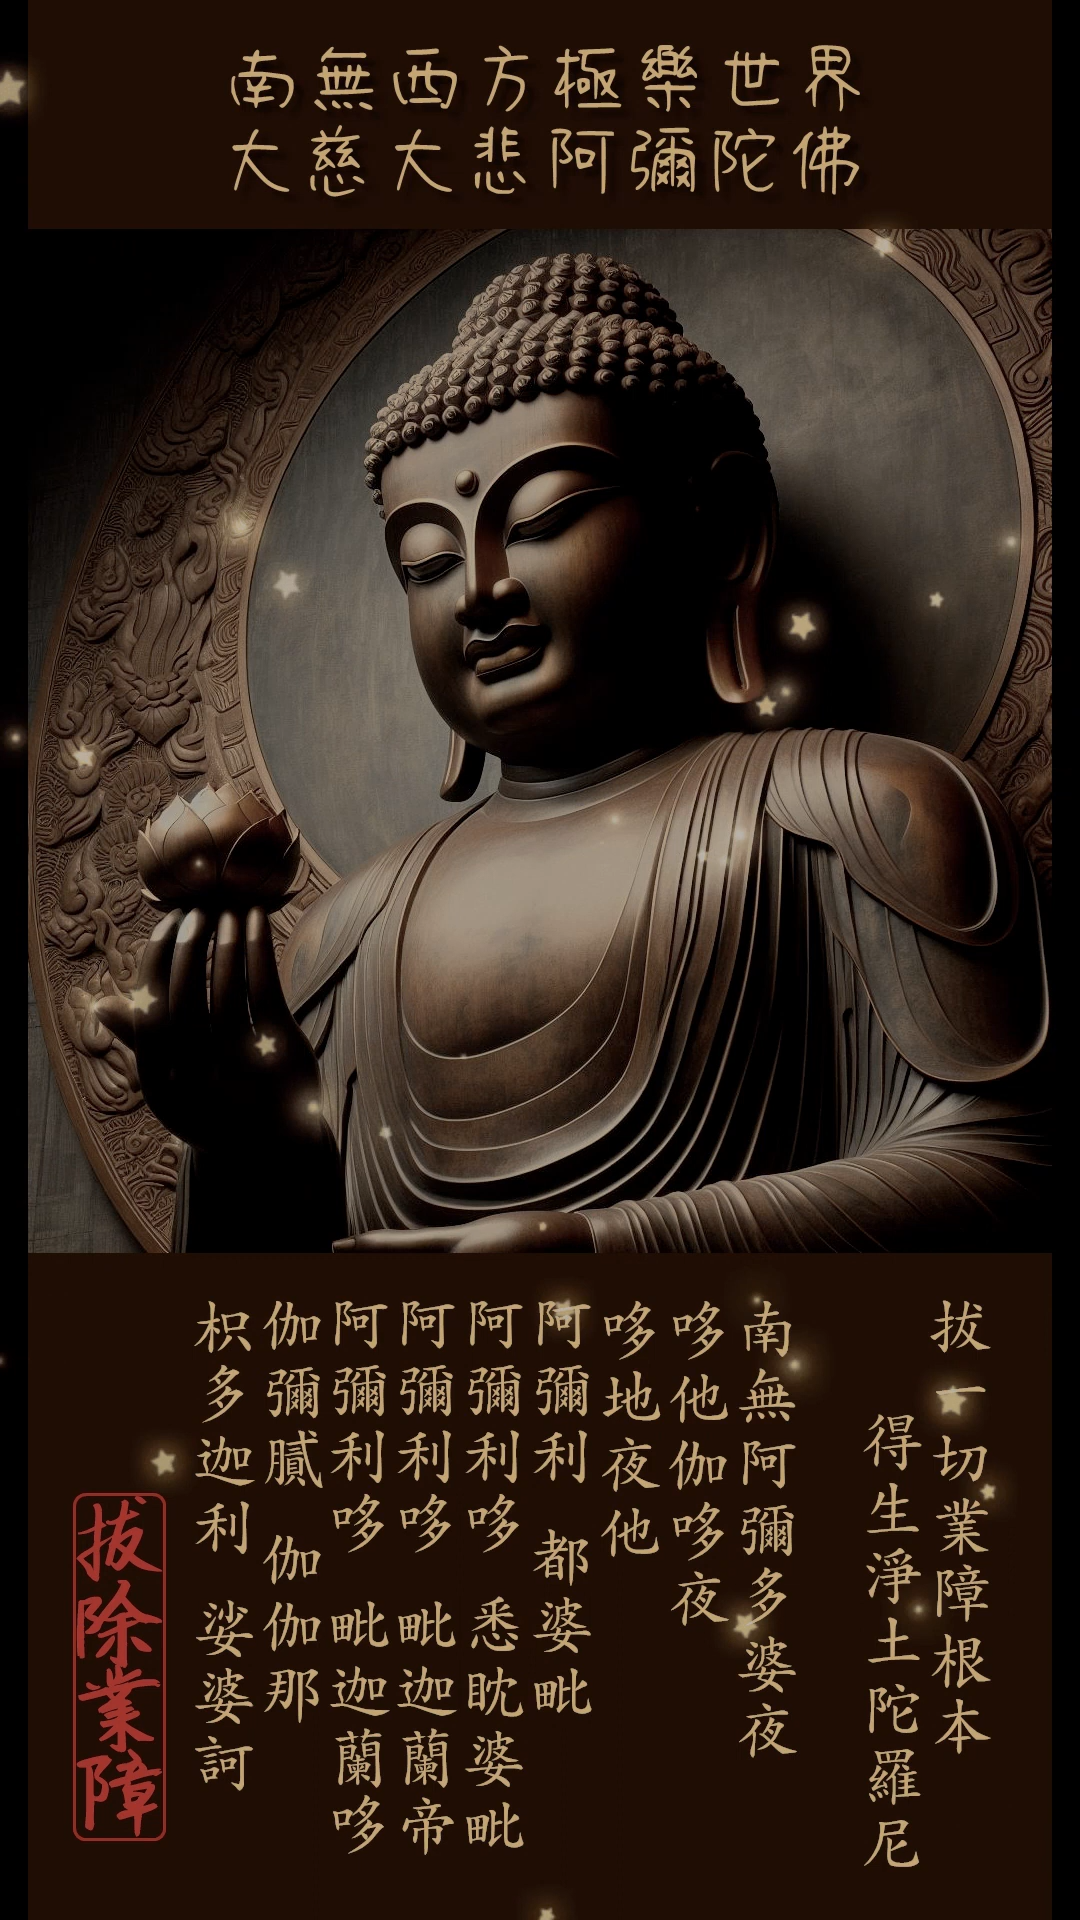 南無西方極樂世界
大慈大悲阿彌陀佛
拔一切業障根本
得生淨土陀羅尼
南無阿彌多婆夜
哆他伽哆夜
哆地夜他
阿彌利 都婆毗
阿彌利哆 悉眈婆毗
阿彌利哆 毗迦蘭帝
阿彌利哆 毗迦蘭哆
伽彌膩 伽伽那
枳多迦利 娑婆訶
拔除業障